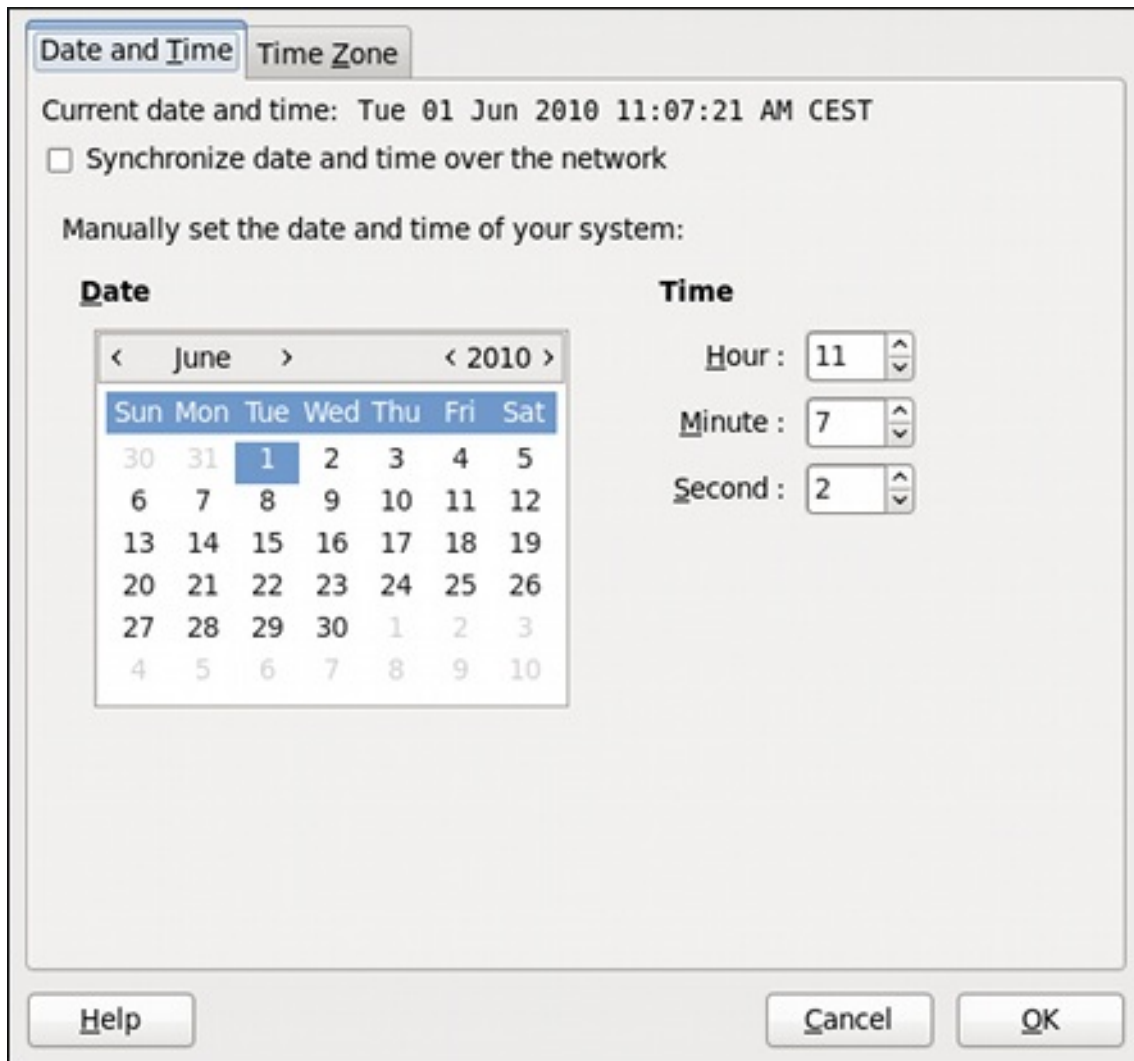 Date and Time Time Zone
Current date and time: Tue 01 Jun 2010 11:07:21 AM CEST
Synchronize date and time over the network
Manually set the date and time of your system:
Date
< June > < 2010 >
Sun Mon Tue Wed Thu Fri Sat
30 31 1 2 3 4 5
6 7 8 9 10 11 12
13 14 15 16 17 18 19
20 21 22 23 24 25 26
27 28 29 30 1 2 3
4 5 6 7 8 9 10
Time
Hour : 11
Minute : 7
Second : 2
Help Cancel OK